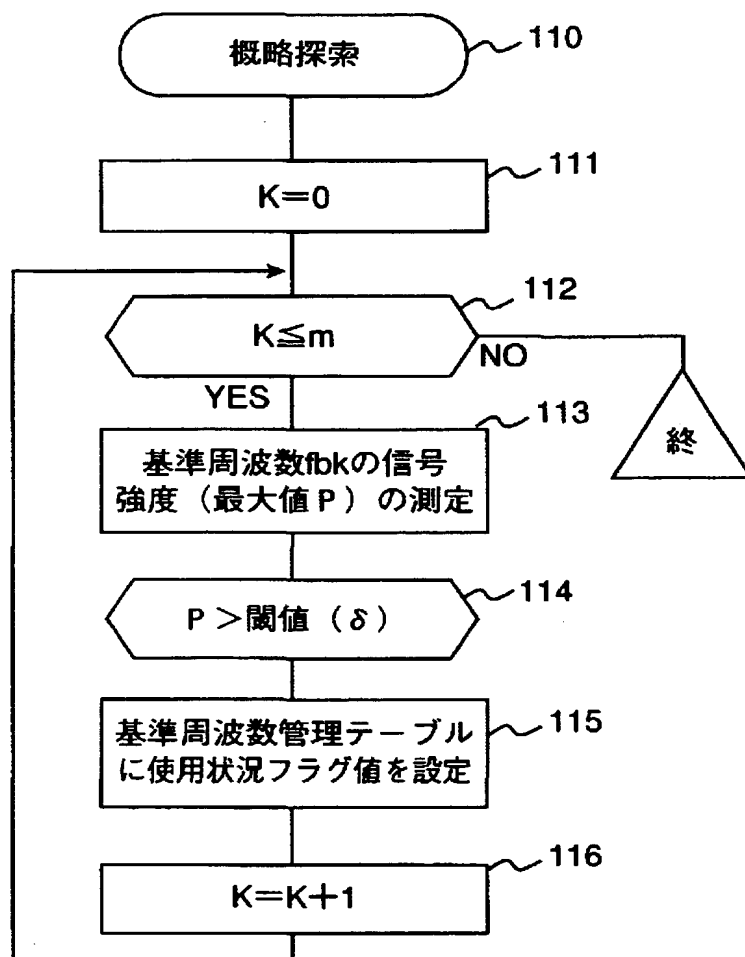 概略探索
110
K=0
111
K≦m
112
NO
YES
終
113
基準周波数fbkの信号
強度（最大値P）の測定
P＞閾値（δ）
114
基準周波数管理テーブル
に使用状況フラグ値を設定
115
K=K+1
116